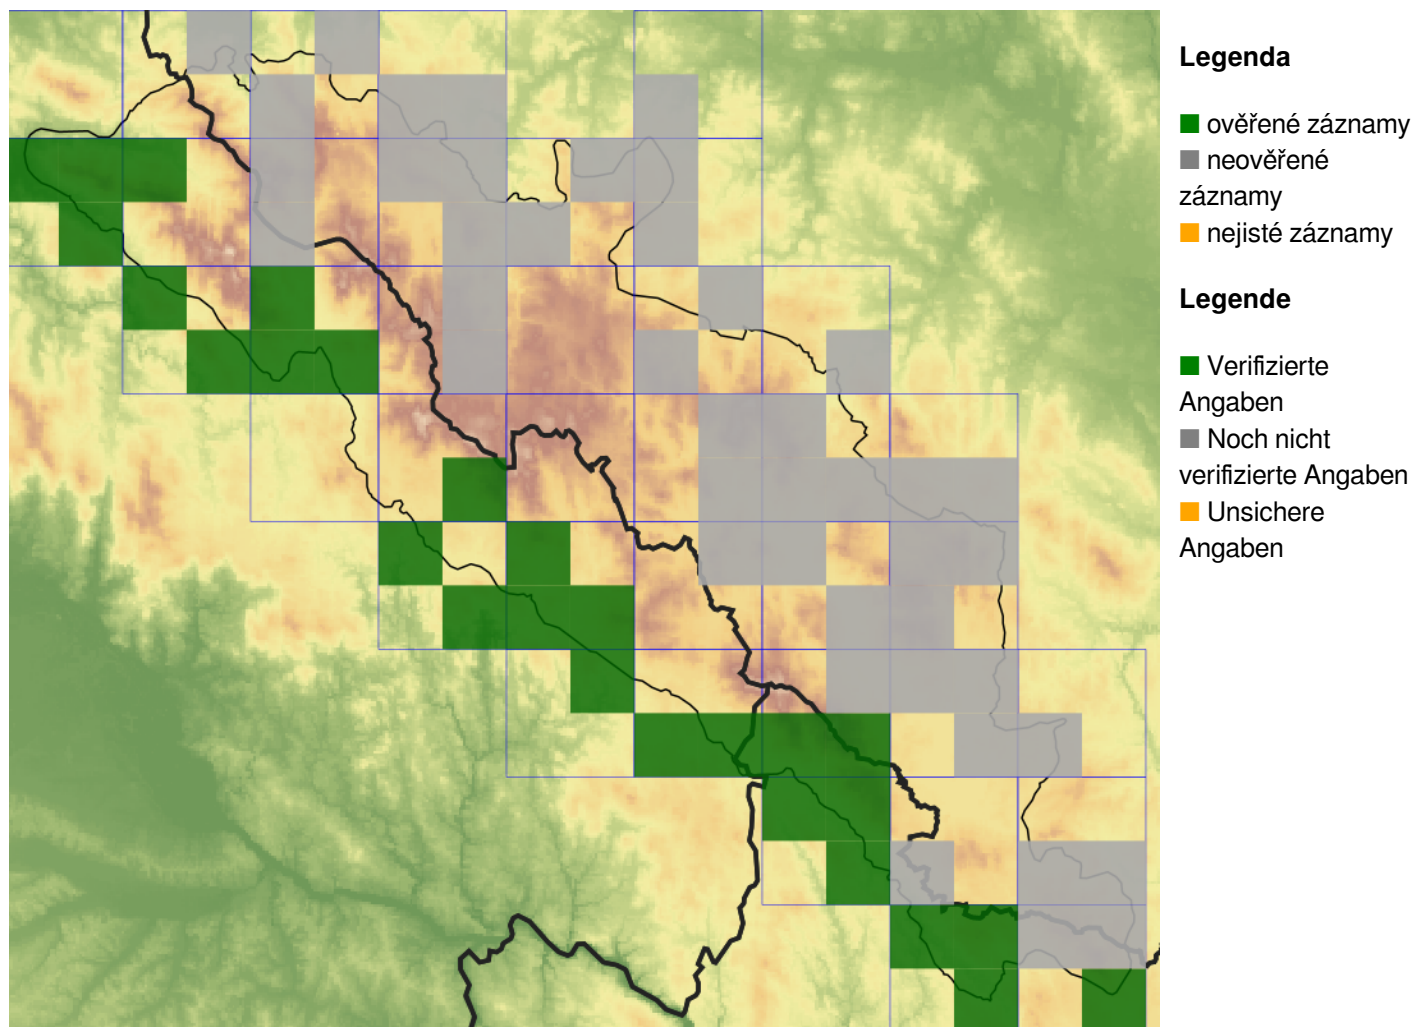 Legenda
ověřené záznamy
neověřené
záznamy
nejisté záznamy
Legende
Verifizierte
Angaben
Noch nicht
verifizierte Angaben
Unsichere
Angaben